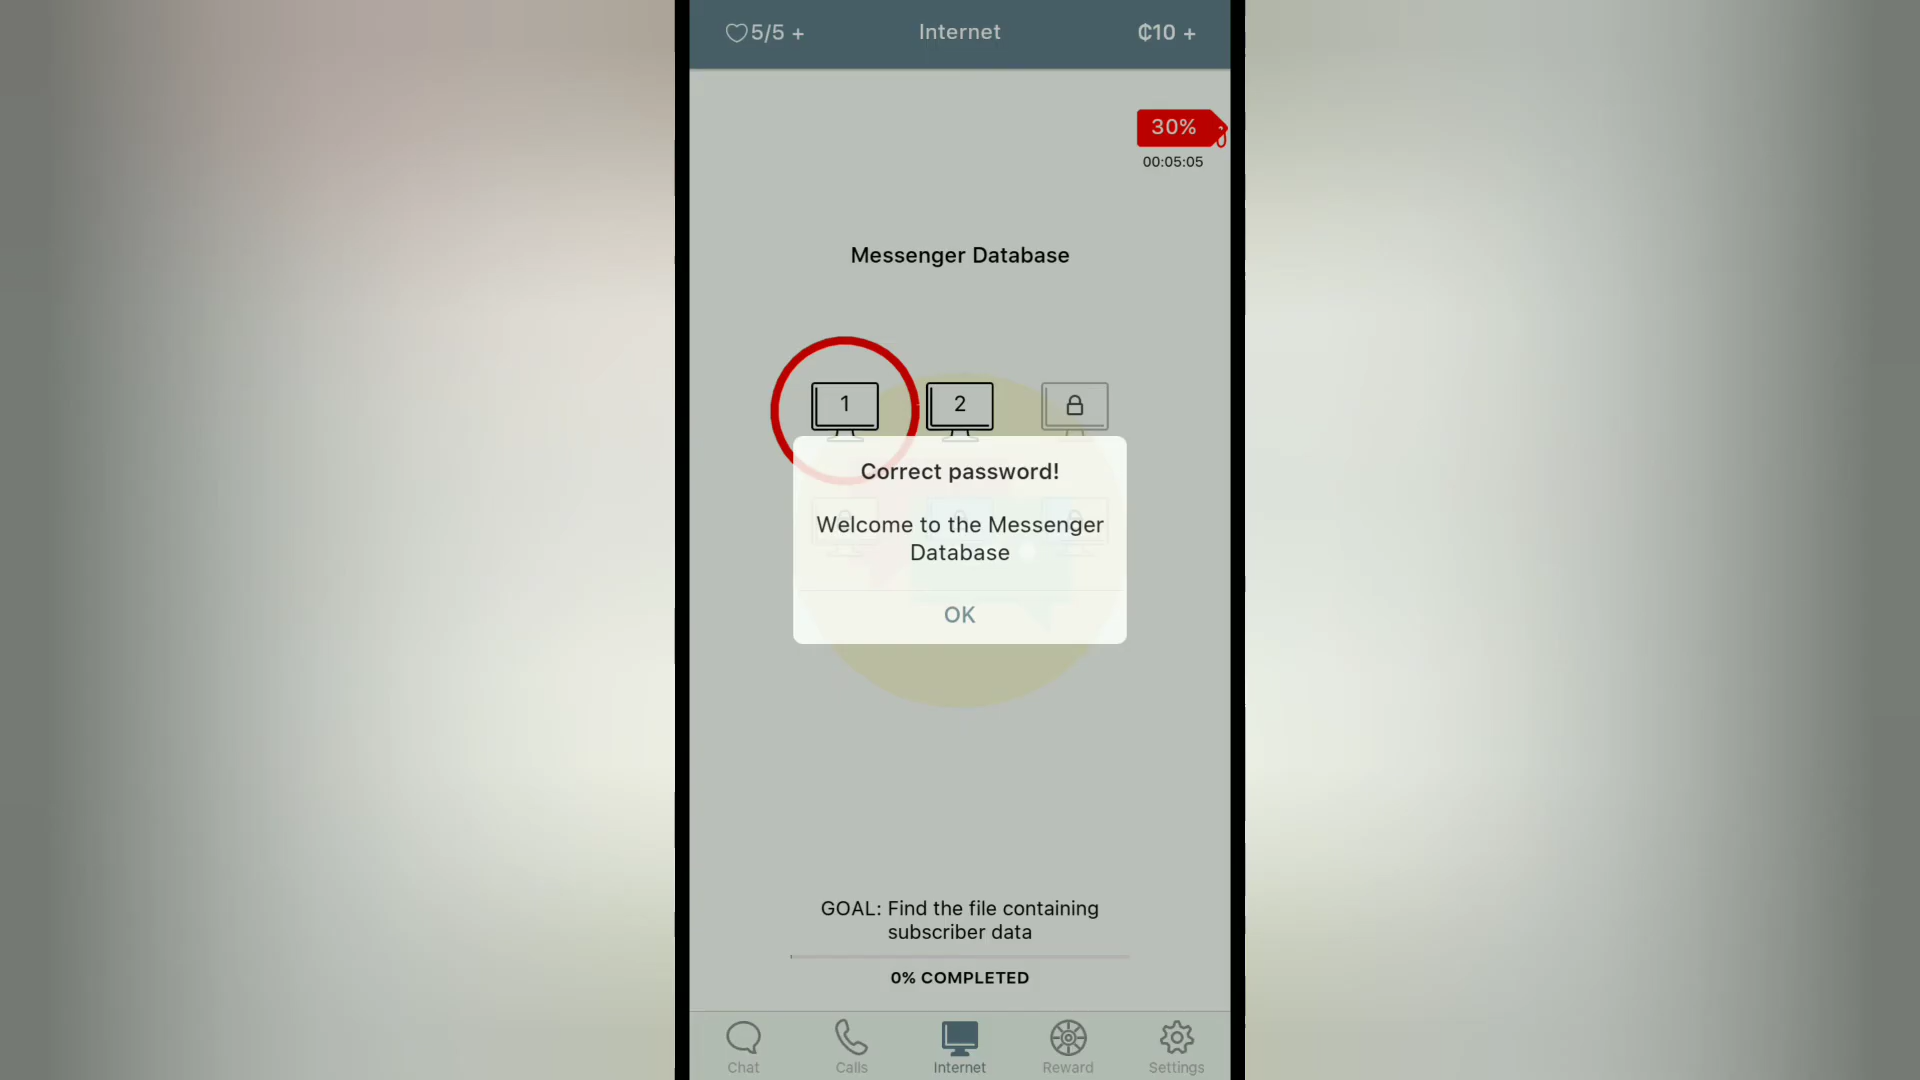 5/5 +
Internet
₵10 +
30%
00:05:05
Messenger Database
1
2
Correct password!
Welcome to the Messenger
Database
OK
GOAL: Find the file containing
subscriber data
0% COMPLETED
Chat
Calls
Internet
Reward
Settings